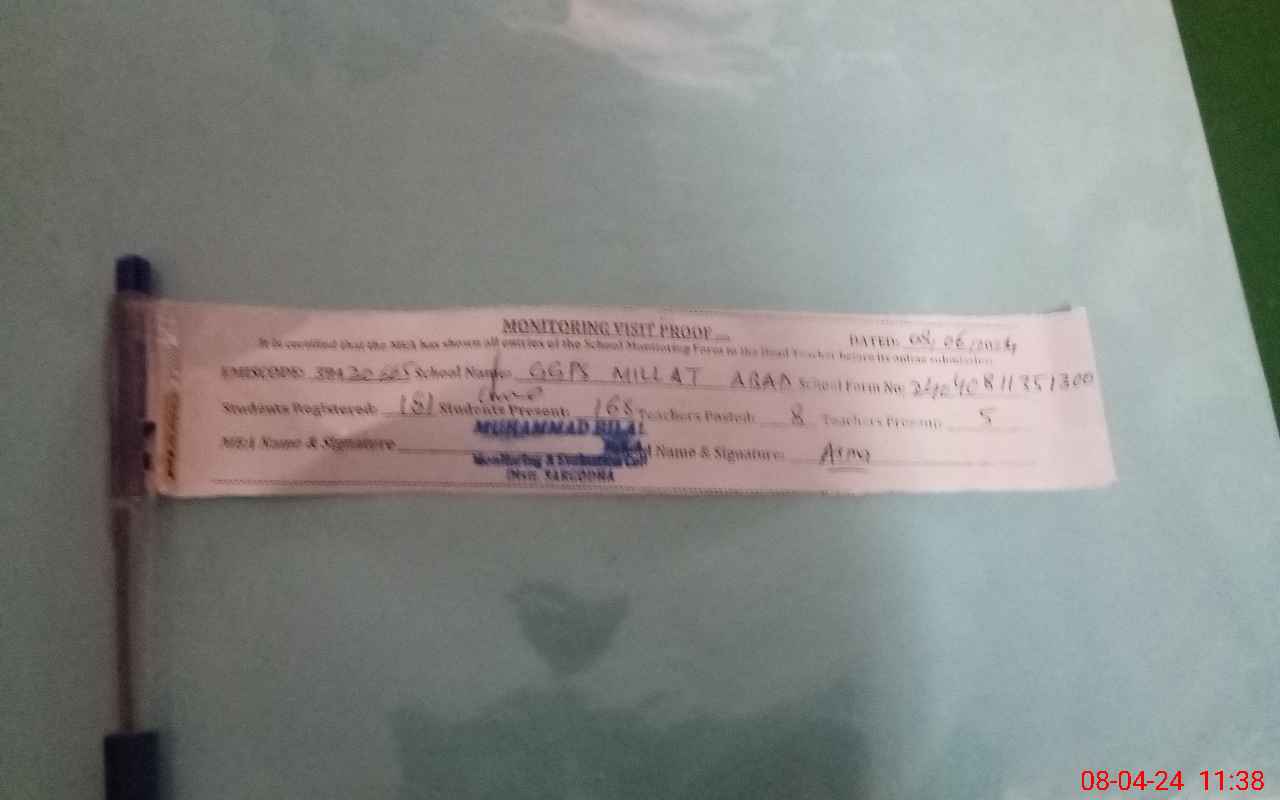 MONITORING VISIT PROOF
DATED: 08/06/2024
It is certified that the MEA has shown all entries of the School Monitoring Form to the Head Teacher before its online submission.
EMISCODE: 38420605 School Name: GGPS MILLAT ABAD School Form No: 24040811351300
Students Registered: 181 Students Present: 168 Teachers Posted: 8 Teachers Present: 5
MEA Name & Signature Name & Signature:
MUHAMMAD BILAL
Monitoring & Evaluation Cell
Distt. SARGODHA
08-04-24 11:38